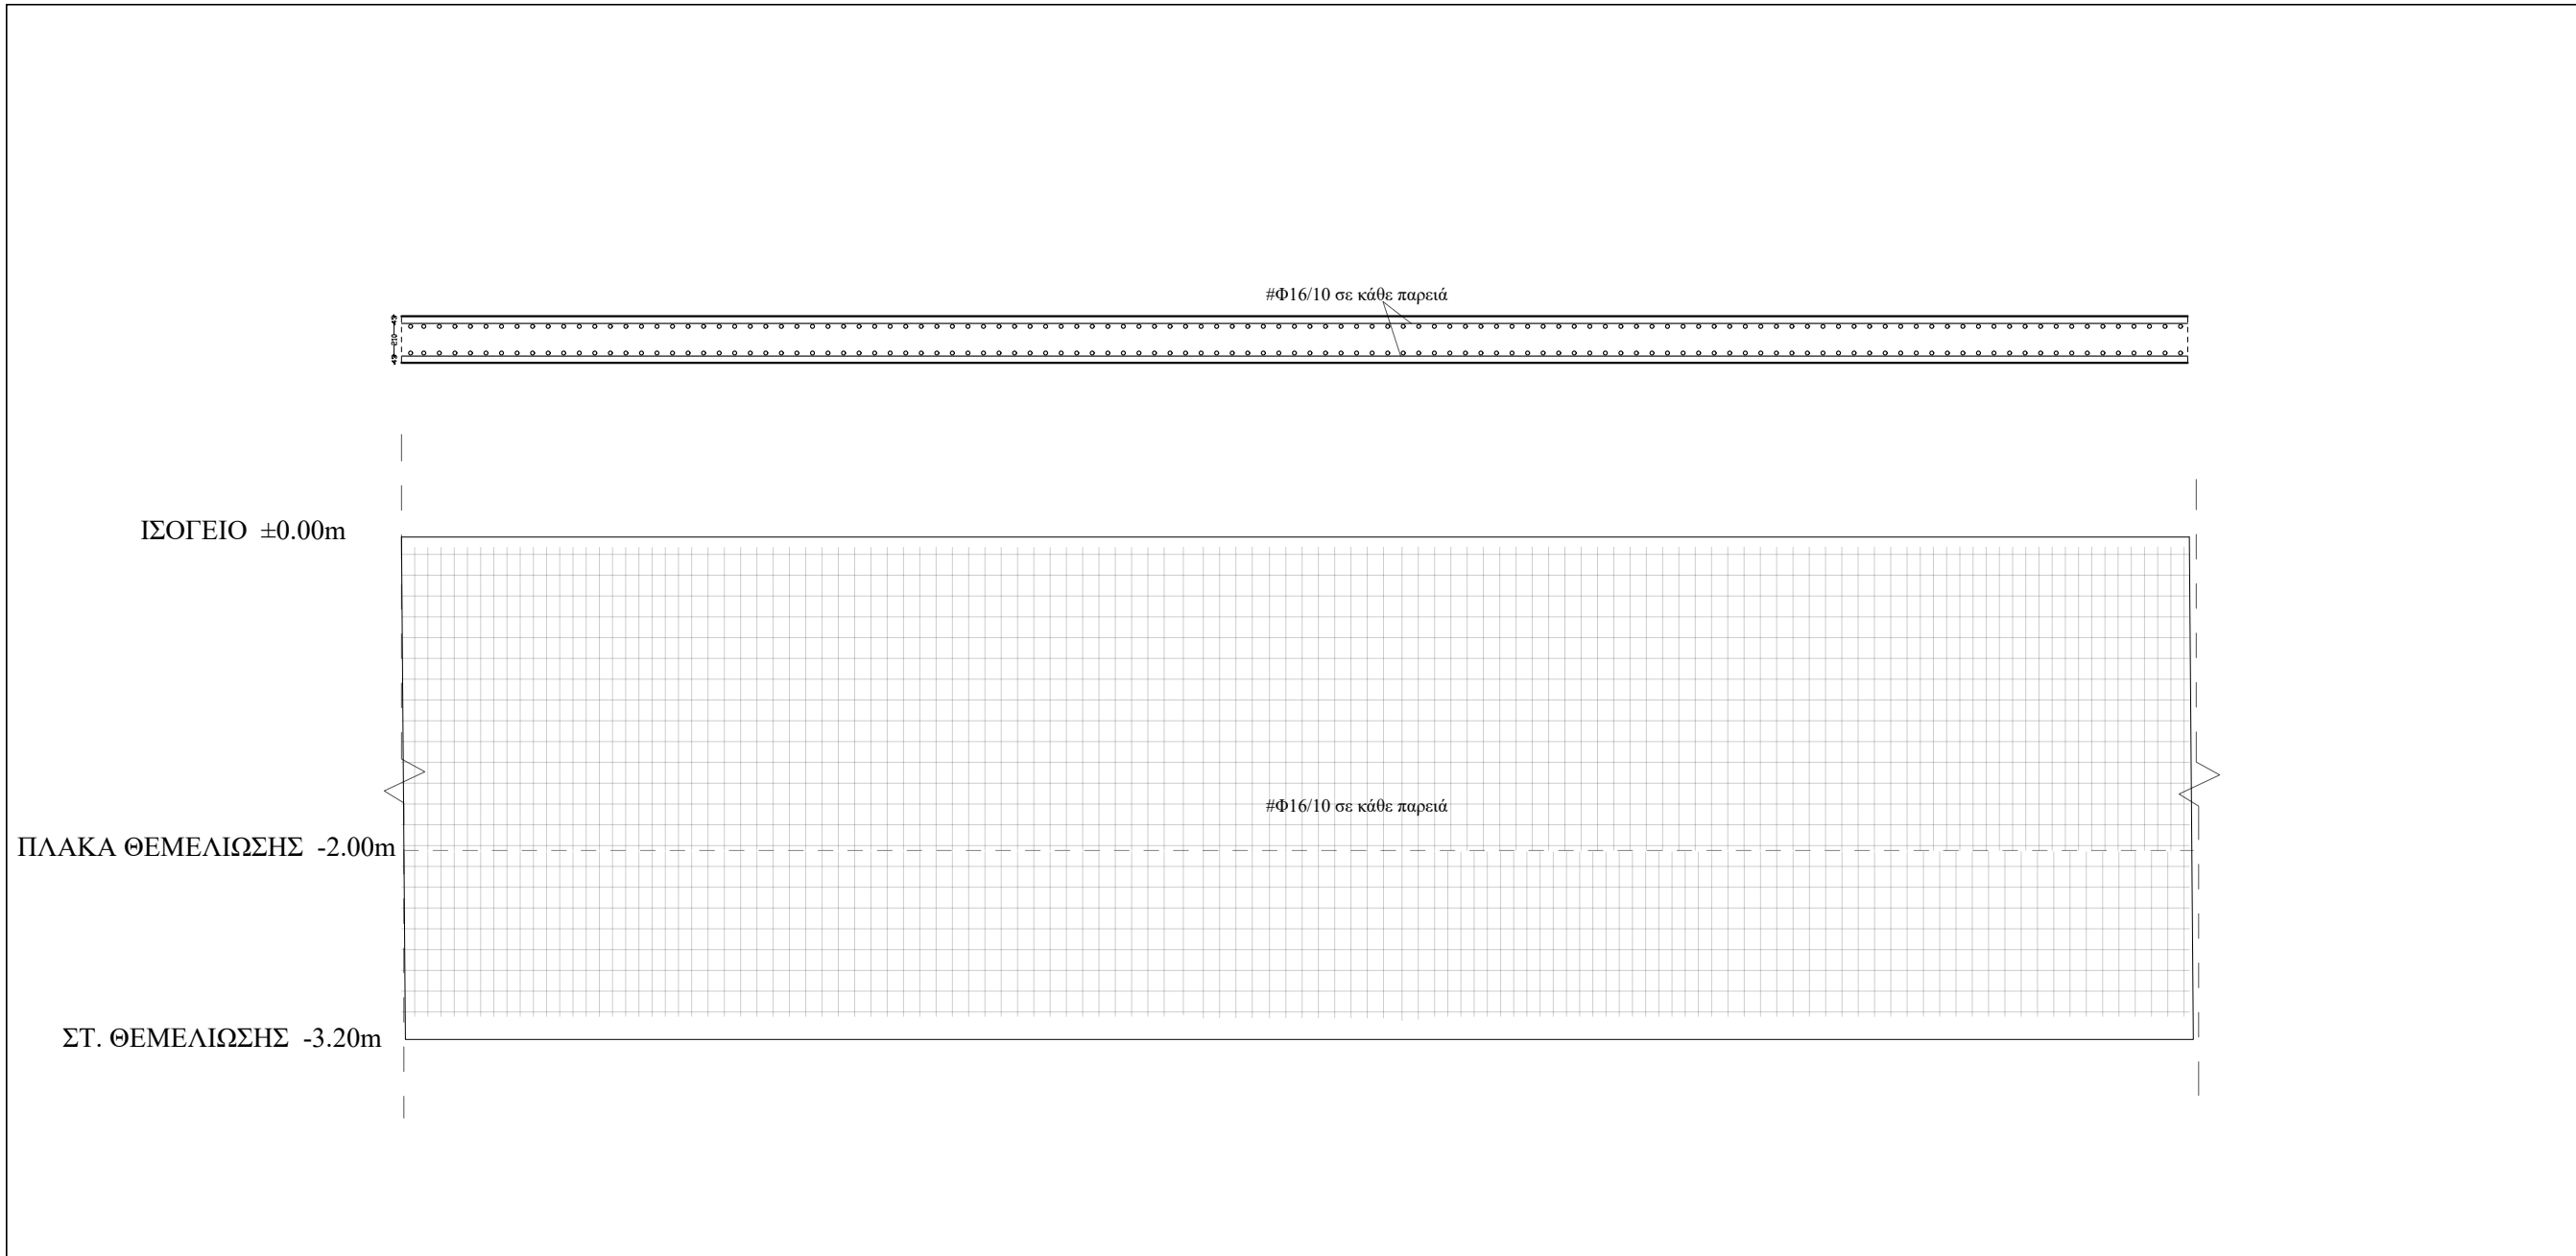 #Φ16/10 σε κάθε παρειά
210
ΙΣΟΓΕΙΟ ±0.00m
#Φ16/10 σε κάθε παρειά
ΠΛΑΚΑ ΘΕΜΕΛΙΩΣΗΣ -2.00m
ΣΤ. ΘΕΜΕΛΙΩΣΗΣ -3.20m